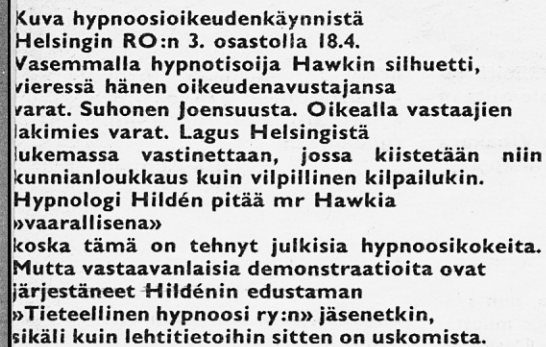 Kuva hypnoosioikeudenkäynnistä
Helsingin RO:n 3. osastolla 18.4.
Vasemmalla hypnotisoija Hawkin silhuetti,
vieressä hänen oikeudenavustajansa
varat. Suhonen Joensuusta. Oikealla vastaajien
lakimies varat. Lagus Helsingistä
lukemassa vastinettaan, jossa kiistetään niin
kunnianloukkaus kuin vilpillinen kilpailukin.
Hypnologi Hildén pitää mr Hawkia
»vaarallisena»
koska tämä on tehnyt julkisia hypnoosikokeita.
Mutta vastaavanlaisia demonstraatioita ovat
järjestäneet Hildénin edustaman
»Tieteellinen hypnoosi ry:n» jäsenetkin,
sikäli kuin lehtitietoihin sitten on uskomista.